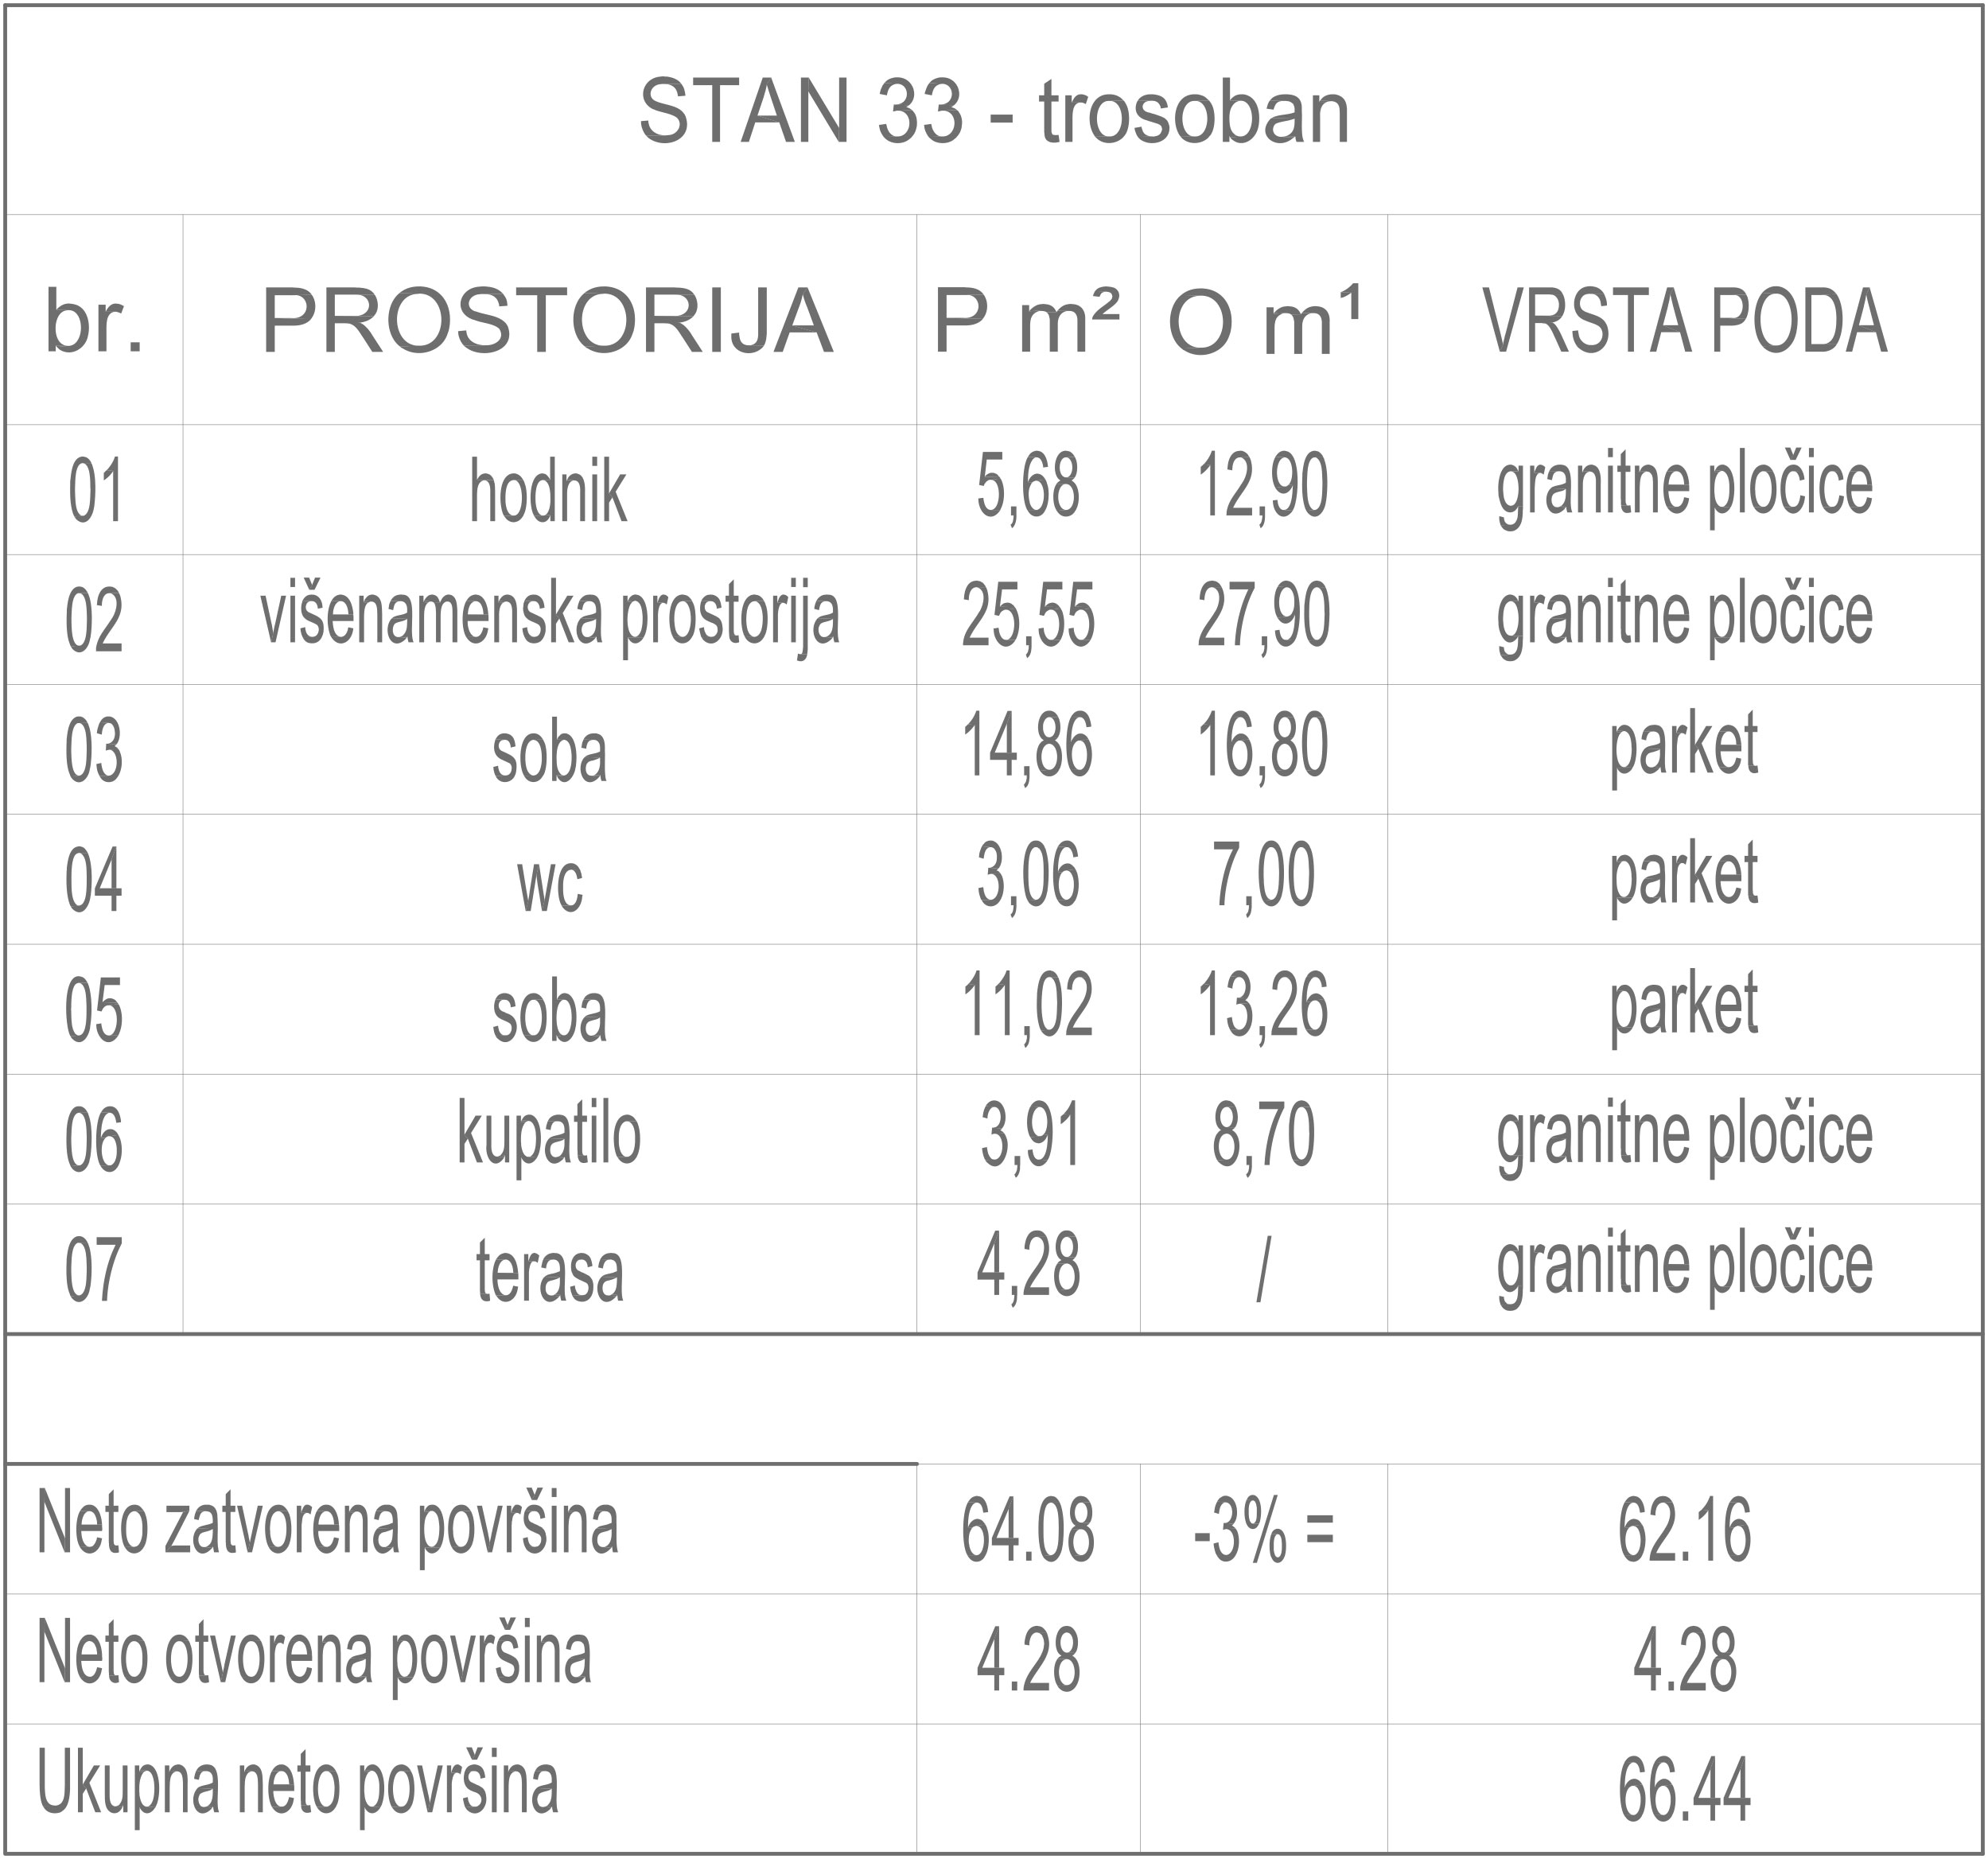 STAN 33 - trosoban
br. PROSTORIJA P m² O m¹ VRSTA PODA
01 hodnik 5,68 12,90 granitne pločice
02 višenamenska prostorija 25,55 27,90 granitne pločice
03 soba 14,86 16,80 parket
04 wc 3,06 7,00 parket
05 soba 11,02 13,26 parket
06 kupatilo 3,91 8,70 granitne pločice
07 terasa 4,28 / granitne pločice
Neto zatvorena površina 64.08 -3% = 62.16
Neto otvorena površina 4.28 4.28
Ukupna neto površina 66.44